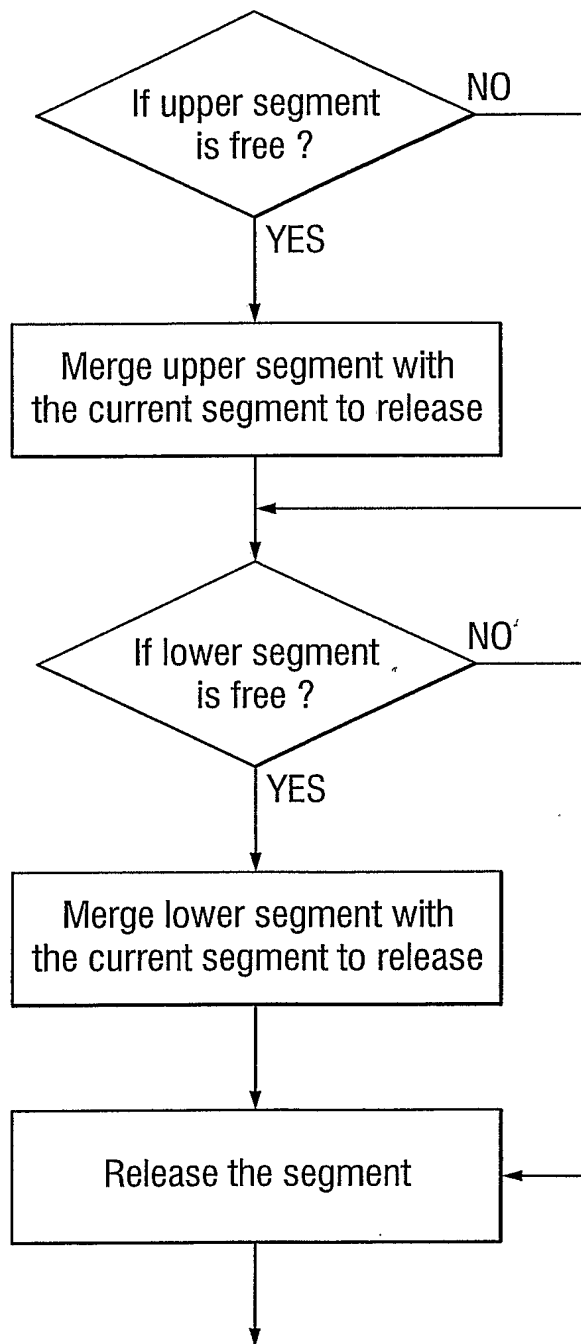 If upper segment
is free ?
NO
YES
Merge upper segment with
the current segment to release
If lower segment
is free ?
NO
YES
Merge lower segment with
the current segment to release
Release the segment